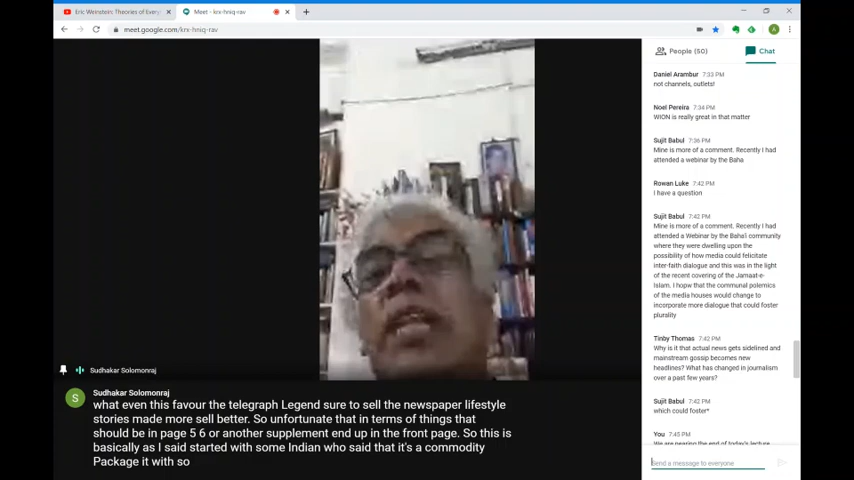 Eric Weinstein: Theories of Every
Meet - krx-hniq-rav
meet.google.com/krx-hniq-rav
People (50)
Chat
Daniel Arambur 7:33 PM
not channels, outlets!
Noel Pereira 7:34 PM
WION is really great in that matter
Sujit Babul 7:36 PM
Mine is more of a comment. Recently I had
attended a webinar by the Baha
Rowan Luke 7:42 PM
I have a question
Sujit Babul 7:42 PM
Mine is more of a comment. Recently I had
attended a Webinar by the Baha'i community
where they were dwelling upon the
possibility of how media could felicitate
inter-faith dialogue and this was in the light
of the recent covering of the Jamaat-e-
Islam. I hope that the communal polemics
of the media houses would change to
incorporate more dialogue that could foster
plurality
Tinby Thomas 7:42 PM
Why is it that actual news gets sidelined and
mainstream gossip becomes new
headlines? What has changed in journalism
over a past few years?
Sujit Babul 7:42 PM
which could foster*
You 7:45 PM
We are nearing the end of today's lecture
Send a message to everyone
Sudhakar Solomonraj
S
Sudhakar Solomonraj
what even this favour the telegraph Legend sure to sell the newspaper lifestyle
stories made more sell better. So unfortunate that in terms of things that
should be in page 5 6 or another supplement end up in the front page. So this is
basically as I said started with some Indian who said that it's a commodity
Package it with so